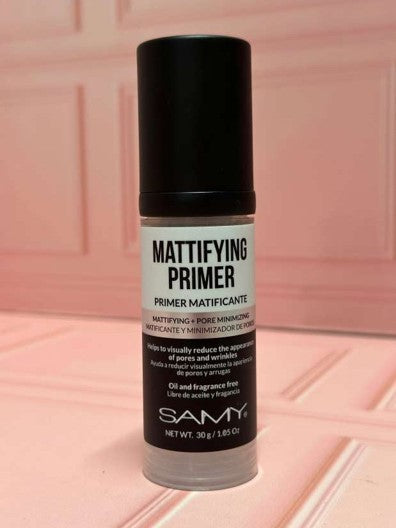 MATTIFYING
PRIMER
PRIMER MATIFICANTE
MATTIFYING + PORE MINIMIZING
MATIFICANTE Y MINIMIZADOR DE POROS
Helps to visually reduce the appearance
of pores and wrinkles
Ayuda a reducir visualmente la apariencia
de poros y arrugas
Oil and fragrance free
Libre de aceite y fragancia
SAMY®
NET WT. 30 g / 1.05 Oz